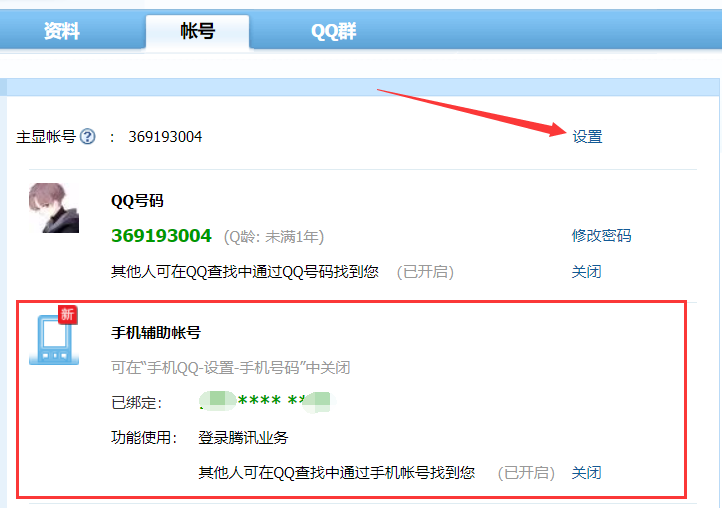 资料 帐号 QQ群
主显帐号 ? ： 369193004 设置
QQ号码
369193004 (Q龄: 未满1年) 修改密码
其他人可在QQ查找中通过QQ号码找到您 (已开启) 关闭
新
手机辅助帐号
可在“手机QQ-设置-手机号码”中关闭
已绑定： **** **
功能使用： 登录腾讯业务
其他人可在QQ查找中通过手机帐号找到您 (已开启) 关闭